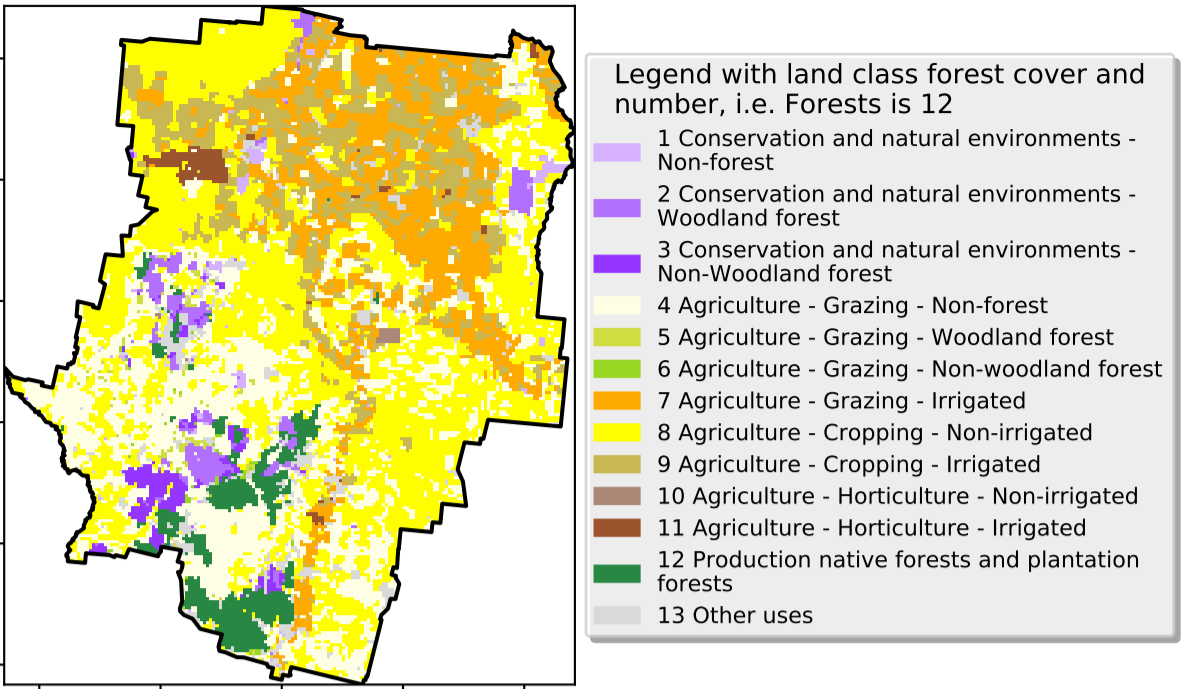 Legend with land class forest cover and
number, i.e. Forests is 12
1 Conservation and natural environments -
Non-forest
2 Conservation and natural environments -
Woodland forest
3 Conservation and natural environments -
Non-Woodland forest
4 Agriculture - Grazing - Non-forest
5 Agriculture - Grazing - Woodland forest
6 Agriculture - Grazing - Non-woodland forest
7 Agriculture - Grazing - Irrigated
8 Agriculture - Cropping - Non-irrigated
9 Agriculture - Cropping - Irrigated
10 Agriculture - Horticulture - Non-irrigated
11 Agriculture - Horticulture - Irrigated
12 Production native forests and plantation
forests
13 Other uses